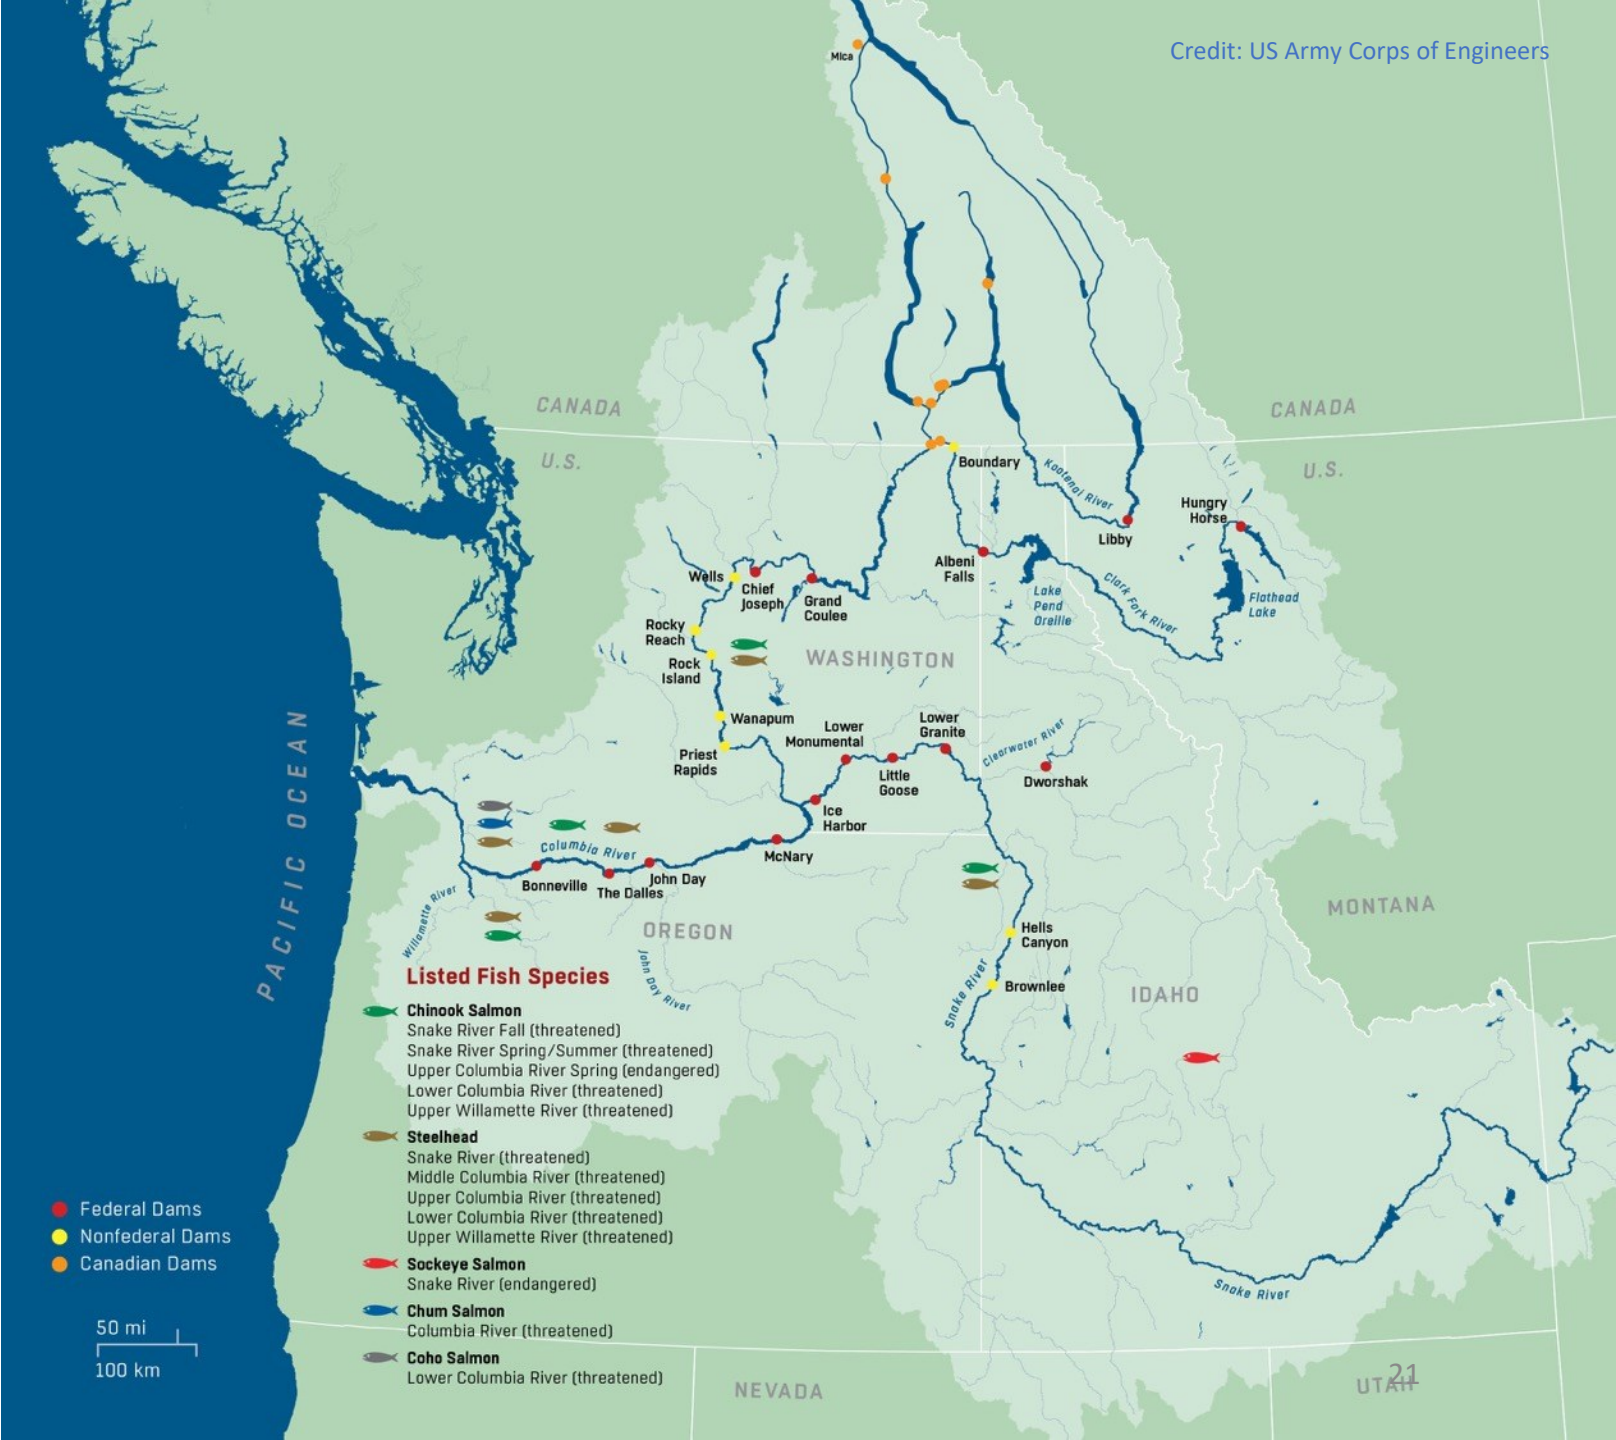 Credit: US Army Corps of Engineers
Mica
CANADA
CANADA
U.S.
U.S.
Boundary
Kootenai River
Hungry
Horse
Libby
Albeni
Falls
Wells
Chief
Joseph
Grand
Coulee
Lake
Pend
Oreille
Clark Fork River
Flathead
Lake
Rocky
Reach
Rock
Island
WASHINGTON
Wanapum
Lower
Monumental
Lower
Granite
Priest
Rapids
Little
Goose
Clearwater River
Dworshak
Ice
Harbor
PACIFIC OCEAN
Columbia River
McNary
Bonneville
The Dalles
John Day
Willamette River
OREGON
John Day River
MONTANA
Hells
Canyon
Snake River
Brownlee
IDAHO
Listed Fish Species
Chinook Salmon
Snake River Fall (threatened)
Snake River Spring/Summer (threatened)
Upper Columbia River Spring (endangered)
Lower Columbia River (threatened)
Upper Willamette River (threatened)
Steelhead
Snake River (threatened)
Middle Columbia River (threatened)
Upper Columbia River (threatened)
Lower Columbia River (threatened)
Upper Willamette River (threatened)
Sockeye Salmon
Snake River (endangered)
Chum Salmon
Columbia River (threatened)
Coho Salmon
Lower Columbia River (threatened)
Federal Dams
Nonfederal Dams
Canadian Dams
50 mi
100 km
Snake River
NEVADA
UTAH
21